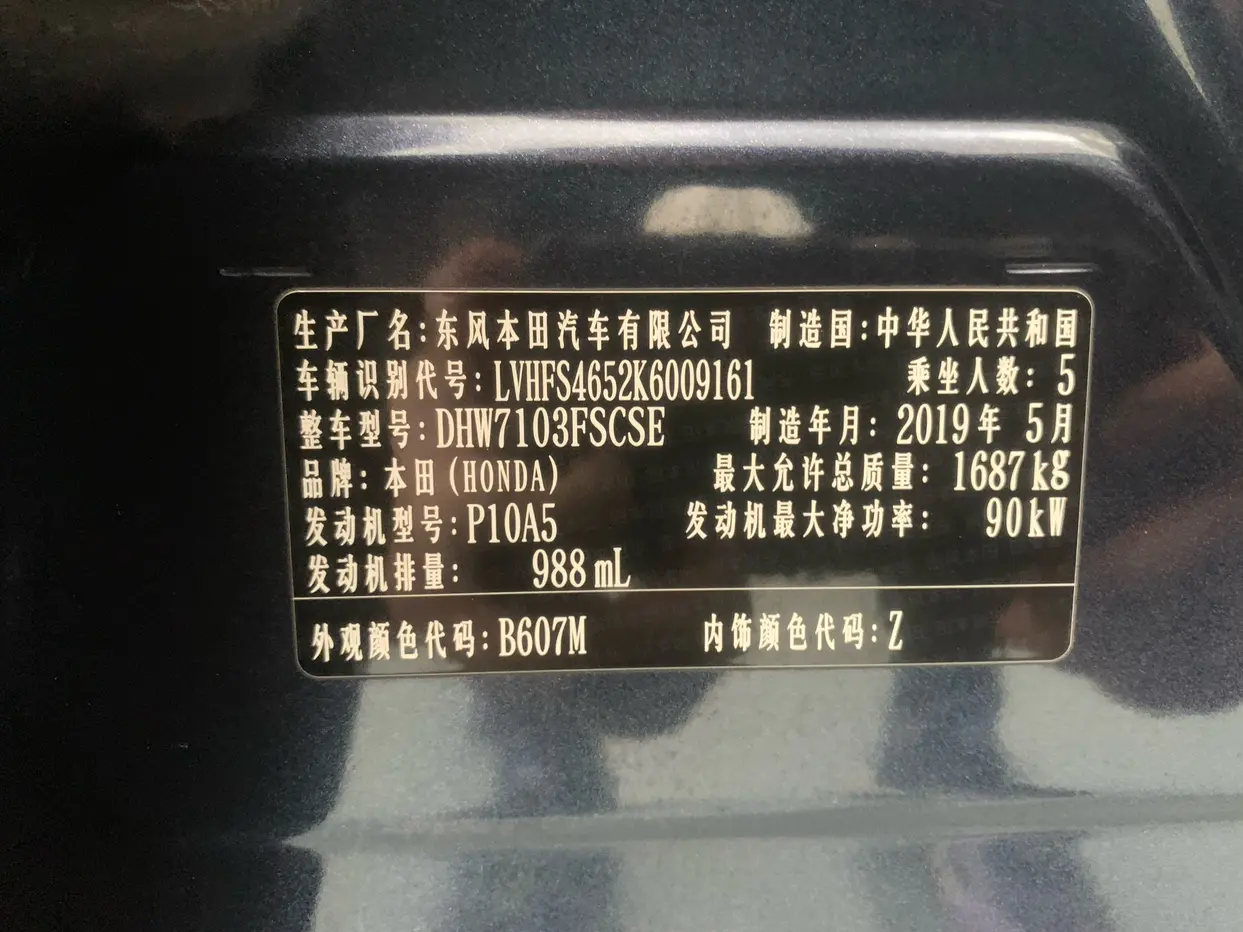 生产厂名:东风本田汽车有限公司 制造国:中华人民共和国
车辆识别代号:LVHFS4652K6009161 乘坐人数:5
整车型号:DHW7103FSCSE 制造年月:2019年 5月
品牌:本田(HONDA) 最大允许总质量:1687kg
发动机型号:P10A5 发动机最大净功率: 90kW
发动机排量: 988mL
外观颜色代码:B607M 内饰颜色代码:Z